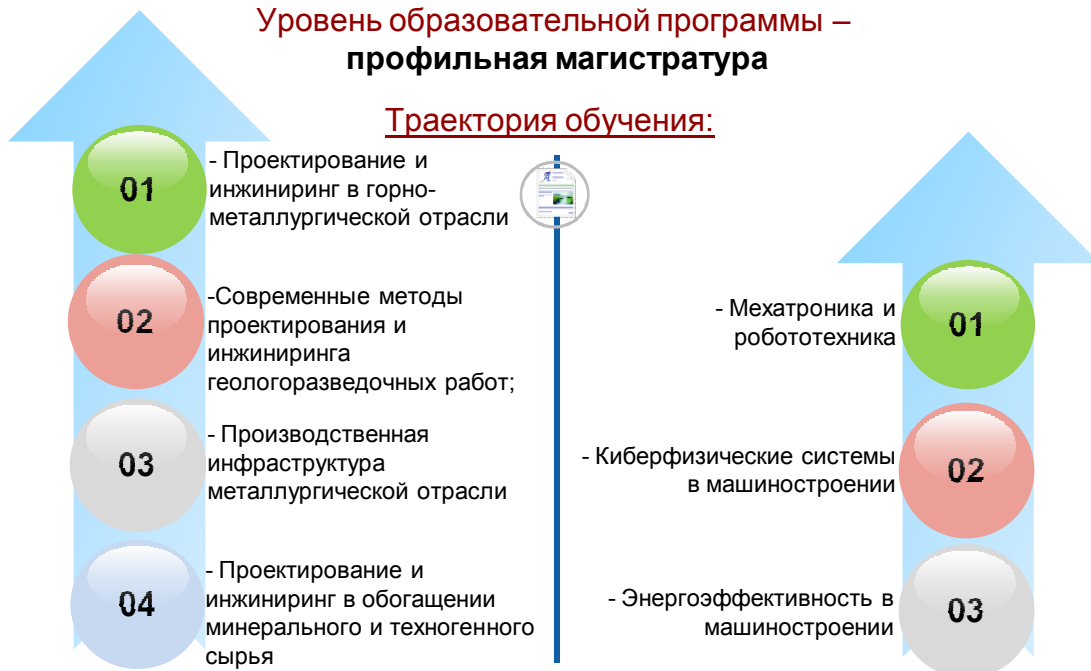 Уровень образовательной программы –
профильная магистратура
Траектория обучения:
01
- Проектирование и
инжиниринг в горно-
металлургической отрасли
02
-Современные методы
проектирования и
инжиниринга
геологоразведочных работ;
03
- Производственная
инфраструктура
металлургической отрасли
04
- Проектирование и
инжиниринг в обогащении
минерального и техногенного
сырья
- Мехатроника и
робототехника
01
- Киберфизические системы
в машиностроении
02
- Энергоэффективность в
машиностроении
03